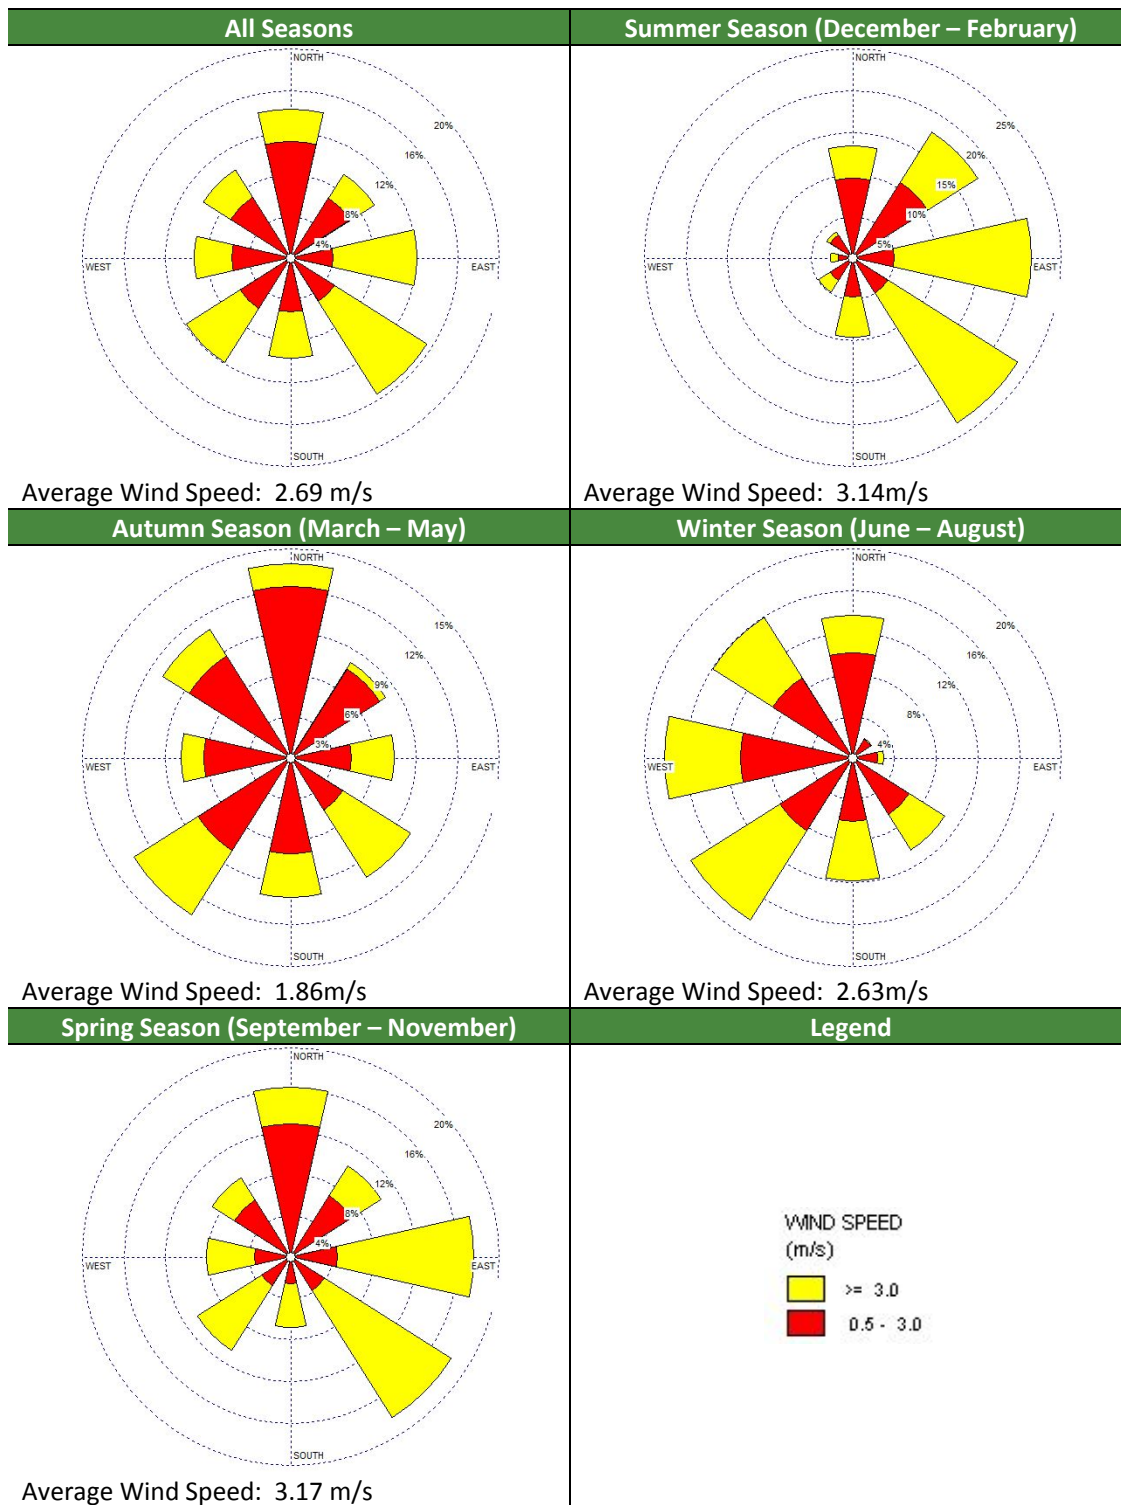 All Seasons
Summer Season (December – February)
NORTH
20%
16%
12%
8%
4%
WEST
EAST
SOUTH
Average Wind Speed: 2.69 m/s
NORTH
25%
20%
15%
10%
5%
EAST
WEST
SOUTH
Average Wind Speed: 3.14m/s
Autumn Season (March – May)
Winter Season (June – August)
NORTH
15%
12%
9%
6%
3%
WEST
EAST
SOUTH
Average Wind Speed: 1.86m/s
NORTH
20%
16%
12%
8%
4%
WEST
EAST
SOUTH
Average Wind Speed: 2.63m/s
Spring Season (September – November)
Legend
NORTH
20%
16%
12%
8%
4%
WEST
EAST
SOUTH
Average Wind Speed: 3.17 m/s
WIND SPEED
(m/s)
>= 3.0
0.5 - 3.0